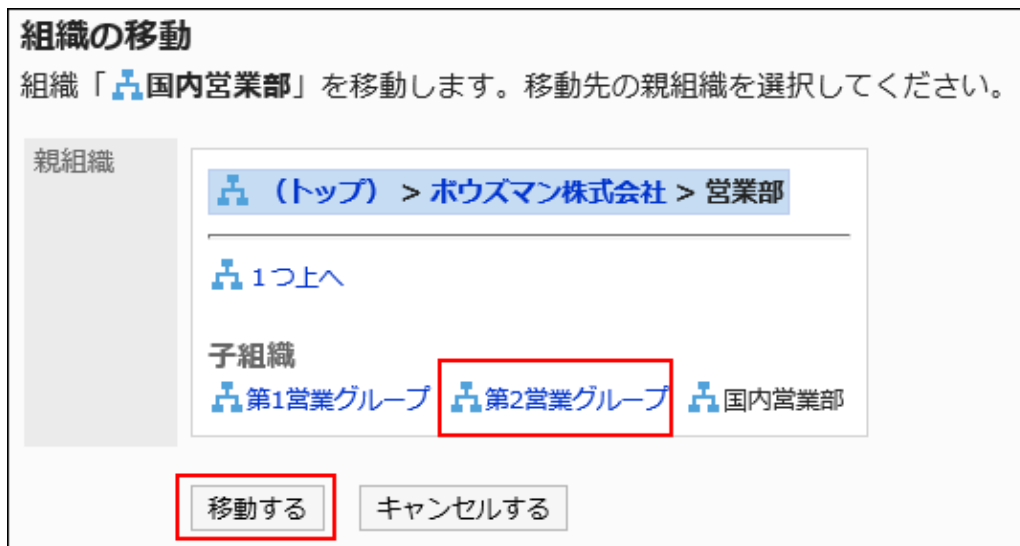 組織の移動
組織「国内営業部」を移動します。移動先の親組織を選択してください。
親組織
（トップ） > ボウズマン株式会社 > 営業部
1つ上へ
子組織
第1営業グループ 第2営業グループ 国内営業部
移動する キャンセルする